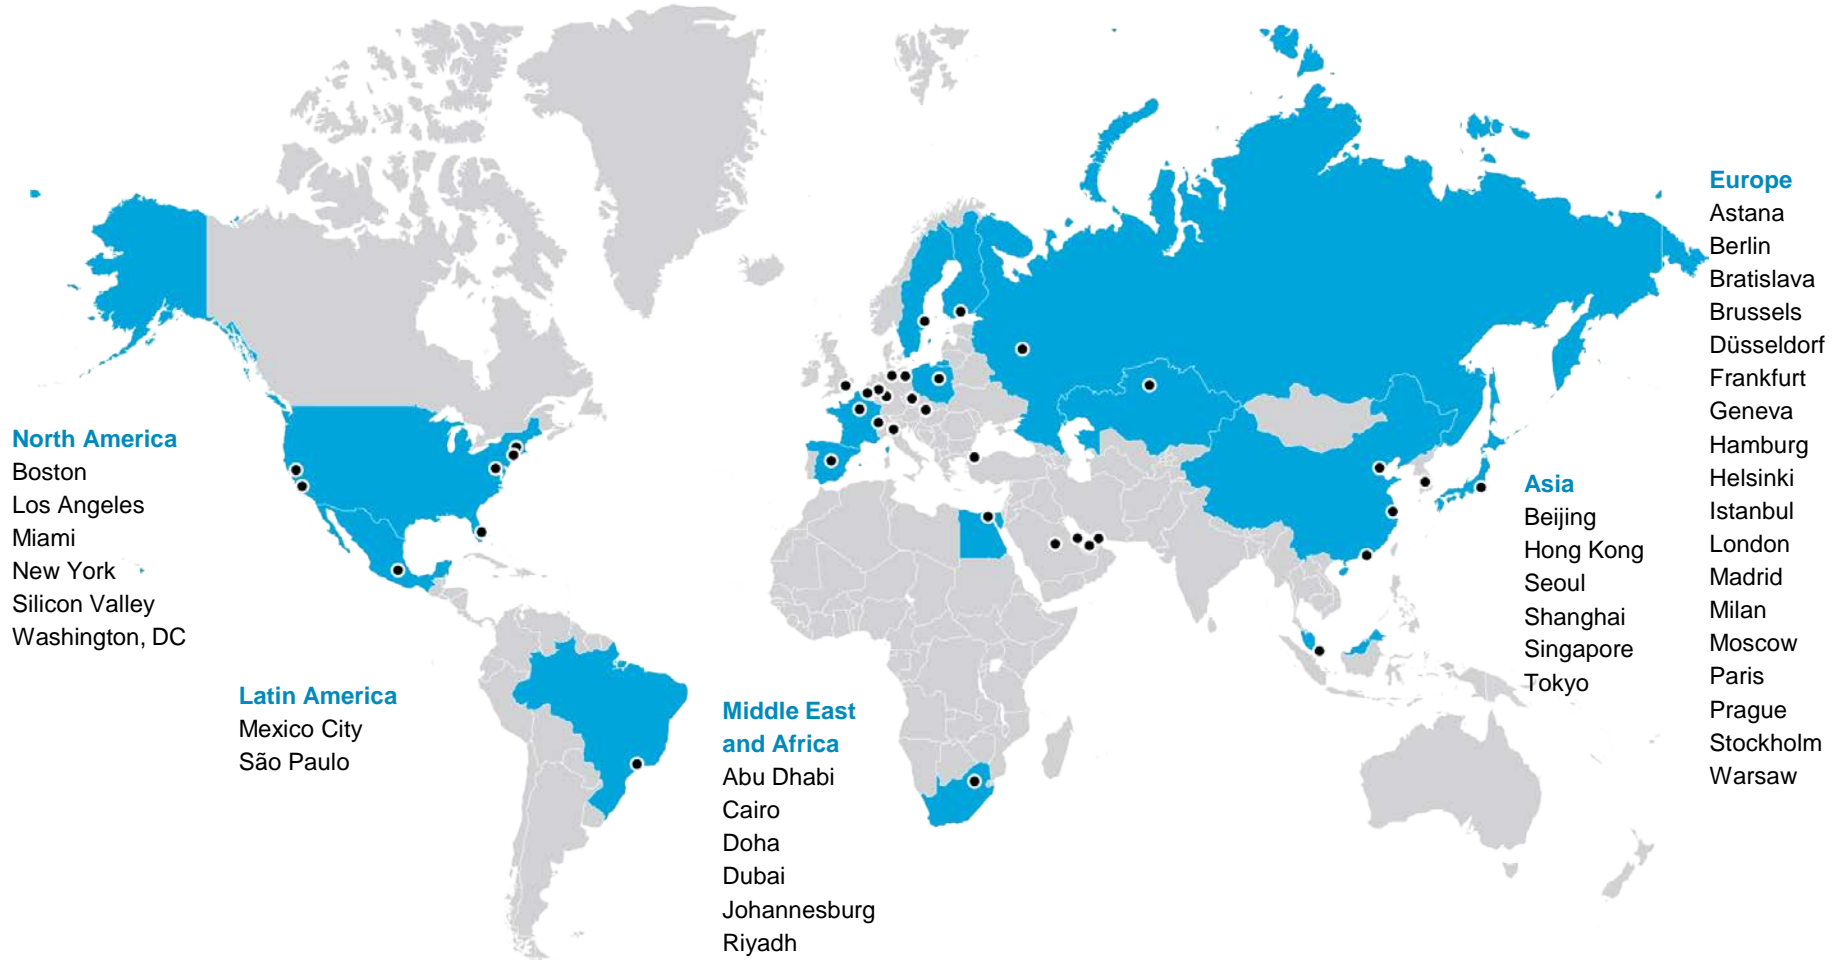 North America
Boston
Los Angeles
Miami
New York
Silicon Valley
Washington, DC
Latin America
Mexico City
São Paulo
Middle East
and Africa
Abu Dhabi
Cairo
Doha
Dubai
Johannesburg
Riyadh
Asia
Beijing
Hong Kong
Seoul
Shanghai
Singapore
Tokyo
Europe
Astana
Berlin
Bratislava
Brussels
Düsseldorf
Frankfurt
Geneva
Hamburg
Helsinki
Istanbul
London
Madrid
Milan
Moscow
Paris
Prague
Stockholm
Warsaw